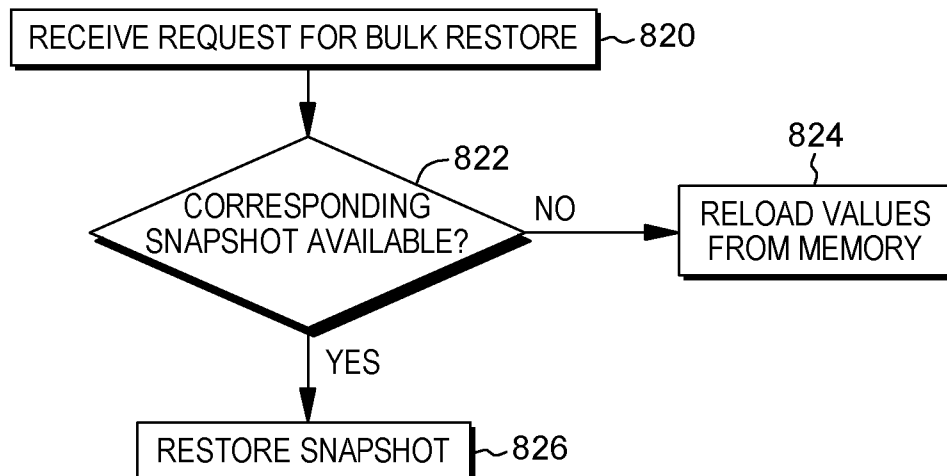 RECEIVE REQUEST FOR BULK RESTORE 820
822
CORRESPONDING
SNAPSHOT AVAILABLE?
NO
824
RELOAD VALUES
FROM MEMORY
YES
RESTORE SNAPSHOT 826